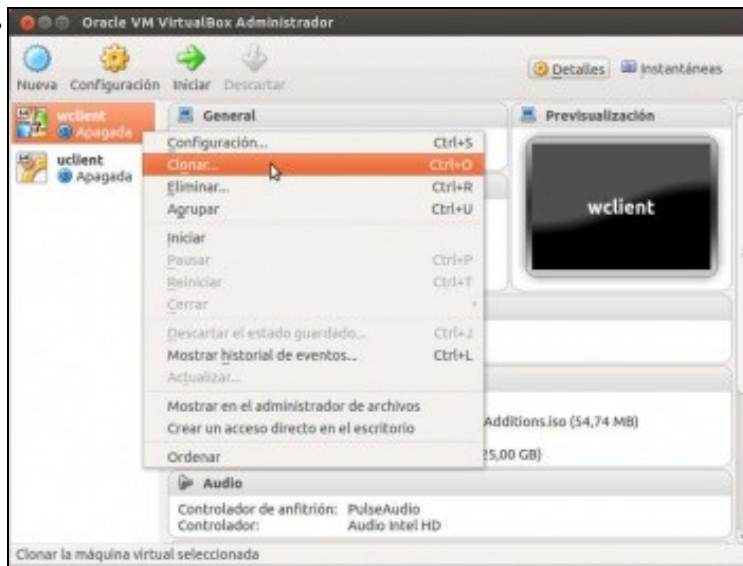 Oracle VM VirtualBox Administrador
Nueva Configuración Iniciar Descartar Detalles Instantáneas
wclient
Apagada
uclient
Apagada
General
Previsualización
wclient
Configuración... Ctrl+S
Clonar... Ctrl+O
Eliminar... Ctrl+R
Agrupar Ctrl+U
Iniciar
Pausar Ctrl+P
Reiniciar Ctrl+T
Cerrar
Descartar el estado guardado... Ctrl+J
Mostrar historial de eventos... Ctrl+L
Actualizar...
Mostrar en el administrador de archivos
Crear un acceso directo en el escritorio
Ordenar
Additions.iso (54,74 MB)
25,00 GB)
Audio
Controlador de anfitrión: PulseAudio
Controlador: Audio Intel HD
Clonar la máquina virtual seleccionada